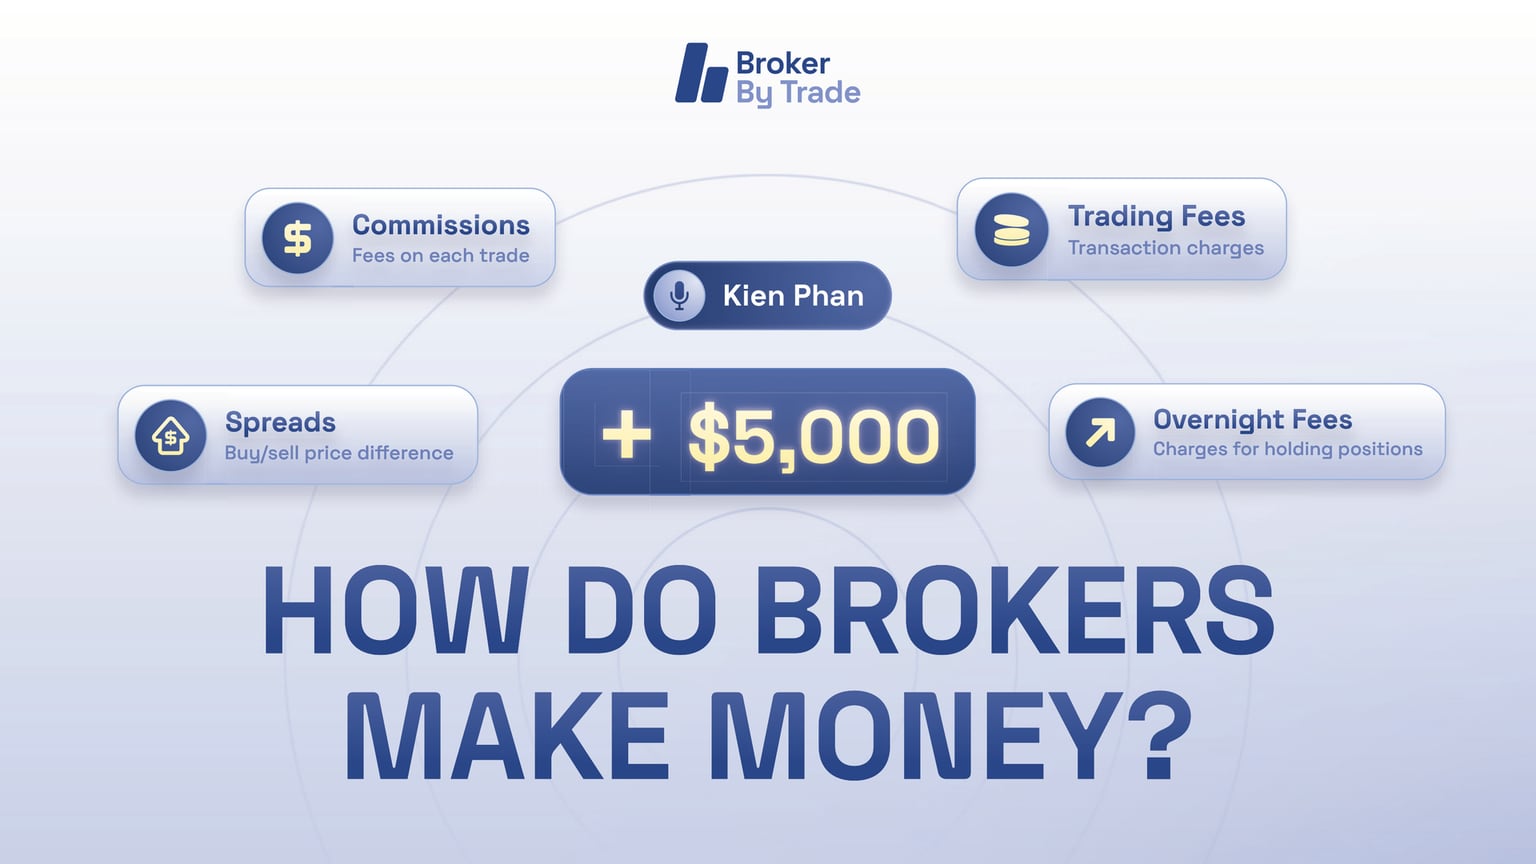 Broker
By Trade
Commissions
Fees on each trade
Trading Fees
Transaction charges
Kien Phan
Spreads
Buy/sell price difference
+ $5,000
Overnight Fees
Charges for holding positions
HOW DO BROKERS
MAKE MONEY?